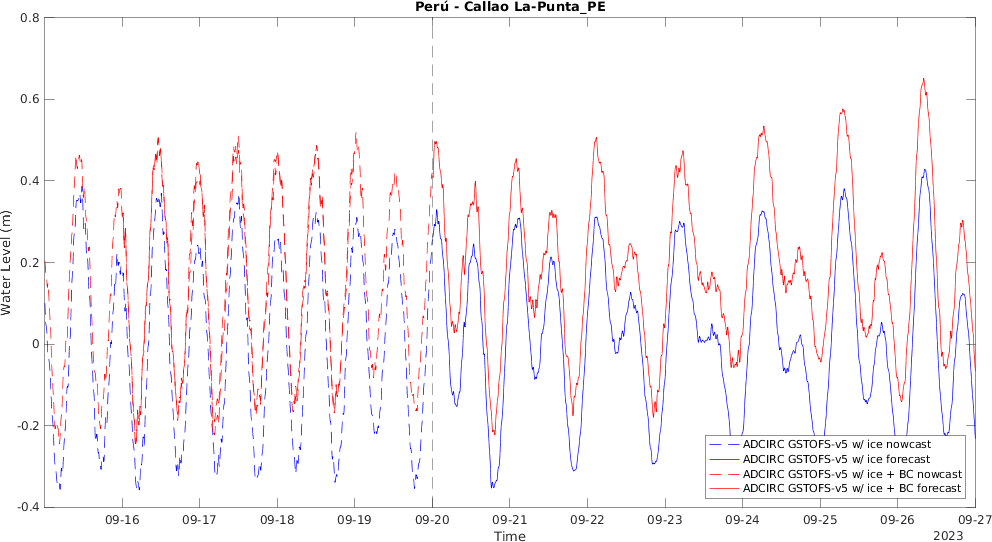 Perú - Callao La-Punta_PE
0.8
0.6
0.4
0.2
0
-0.2
-0.4
Water Level (m)
ADCIRC GSTOFS-v5 w/ ice nowcast
ADCIRC GSTOFS-v5 w/ ice forecast
ADCIRC GSTOFS-v5 w/ ice + BC nowcast
ADCIRC GSTOFS-v5 w/ ice + BC forecast
09-16 09-17 09-18 09-19 09-20 09-21 09-22 09-23 09-24 09-25 09-26 09-27
Time
2023